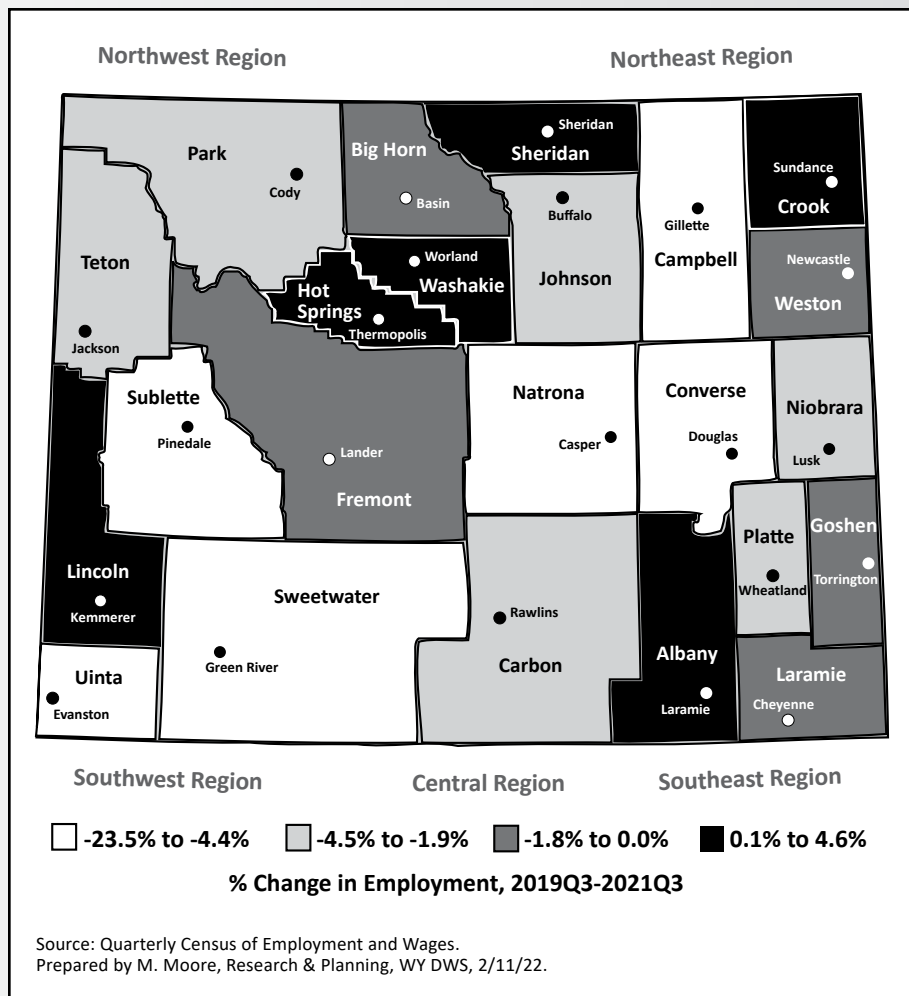 Northwest Region
Northeast Region
Park
Cody
Big Horn
Basin
Sheridan
Sheridan
Buffalo
Johnson
Gillette
Campbell
Sundance
Crook
Newcastle
Weston
Teton
Jackson
Worland
Washakie
Hot
Springs
Thermopolis
Sublette
Pinedale
Lander
Fremont
Natrona
Casper
Converse
Douglas
Niobrara
Lusk
Platte
Wheatland
Goshen
Torrington
Lincoln
Kemmerer
Sweetwater
Green River
Rawlins
Carbon
Albany
Laramie
Laramie
Cheyenne
Uinta
Evanston
Southwest Region
Central Region
Southeast Region
-23.5% to -4.4% -4.5% to -1.9% -1.8% to 0.0% 0.1% to 4.6%
% Change in Employment, 2019Q3-2021Q3
Source: Quarterly Census of Employment and Wages.
Prepared by M. Moore, Research & Planning, WY DWS, 2/11/22.